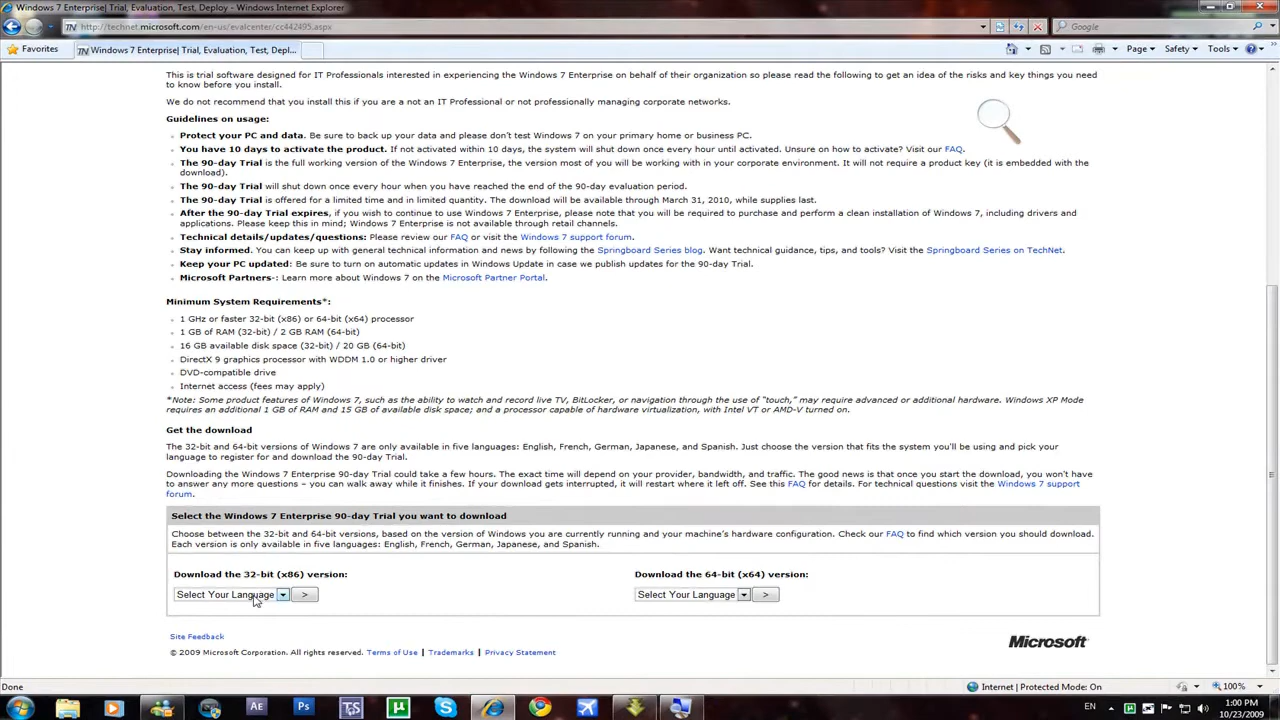 Windows 7 Enterprise| Trial, Evaluation, Test, Deploy - Windows Internet Explorer
http://technet.microsoft.com/en-us/evalcenter/cc442495.aspx
Google
Favorites
Windows 7 Enterprise| Trial, Evaluation, Test, Depl...
Page
Safety
Tools
This is trial software designed for IT Professionals interested in experiencing the Windows 7 Enterprise on behalf of their organization so please read the following to get an idea of the risks and key things you need
to know before you install.
We do not recommend that you install this if you are a not an IT Professional or not professionally managing corporate networks.
Guidelines on usage:
Protect your PC and data. Be sure to back up your data and please don't test Windows 7 on your primary home or business PC.
You have 10 days to activate the product. If not activated within 10 days, the system will shut down once every hour until activated. Unsure on how to activate? Visit our FAQ.
The 90-day Trial is the full working version of the Windows 7 Enterprise, the version most of you will be working with in your corporate environment. It will not require a product key (it is embedded with the
download).
The 90-day Trial will shut down once every hour when you have reached the end of the 90-day evaluation period.
The 90-day Trial is offered for a limited time and in limited quantity. The download will be available through March 31, 2010, while supplies last.
After the 90-day Trial expires, if you wish to continue to use Windows 7 Enterprise, please note that you will be required to purchase and perform a clean installation of Windows 7, including drivers and
applications. Please keep this in mind; Windows 7 Enterprise is not available through retail channels.
Technical details/updates/questions: Please review our FAQ or visit the Windows 7 support forum.
Stay informed. You can keep up with general technical information and news by following the Springboard Series blog. Want technical guidance, tips, and tools? Visit the Springboard Series on TechNet.
Keep your PC updated: Be sure to turn on automatic updates in Windows Update in case we publish updates for the 90-day Trial.
Microsoft Partners-: Learn more about Windows 7 on the Microsoft Partner Portal.
Minimum System Requirements*:
1 GHz or faster 32-bit (x86) or 64-bit (x64) processor
1 GB of RAM (32-bit) / 2 GB RAM (64-bit)
16 GB available disk space (32-bit) / 20 GB (64-bit)
DirectX 9 graphics processor with WDDM 1.0 or higher driver
DVD-compatible drive
Internet access (fees may apply)
*Note: Some product features of Windows 7, such as the ability to watch and record live TV, BitLocker, or navigation through the use of "touch," may require advanced or additional hardware. Windows XP Mode
requires an additional 1 GB of RAM and 15 GB of available disk space; and a processor capable of hardware virtualization, with Intel VT or AMD-V turned on.
Get the download
The 32-bit and 64-bit versions of Windows 7 are only available in five languages: English, French, German, Japanese, and Spanish. Just choose the version that fits the system you'll be using and pick your
language to register for and download the 90-day Trial.
Downloading the Windows 7 Enterprise 90-day Trial could take a few hours. The exact time will depend on your provider, bandwidth, and traffic. The good news is that once you start the download, you won't have
to answer any more questions – you can walk away while it finishes. If your download gets interrupted, it will restart where it left off. See this FAQ for details. For technical questions visit the Windows 7 support
forum.
Select the Windows 7 Enterprise 90-day Trial you want to download
Choose between the 32-bit and 64-bit versions, based on the version of Windows you are currently running and your machine's hardware configuration. Check our FAQ to find which version you should download.
Each version is only available in five languages: English, French, German, Japanese, and Spanish.
Download the 32-bit (x86) version:
Select Your Language >
Download the 64-bit (x64) version:
Select Your Language >
Site Feedback
© 2009 Microsoft Corporation. All rights reserved. Terms of Use | Trademarks | Privacy Statement
Microsoft
Done
Internet | Protected Mode: On
100%
Ae
Ps
TS
EN
1:00 PM
10/23/2009